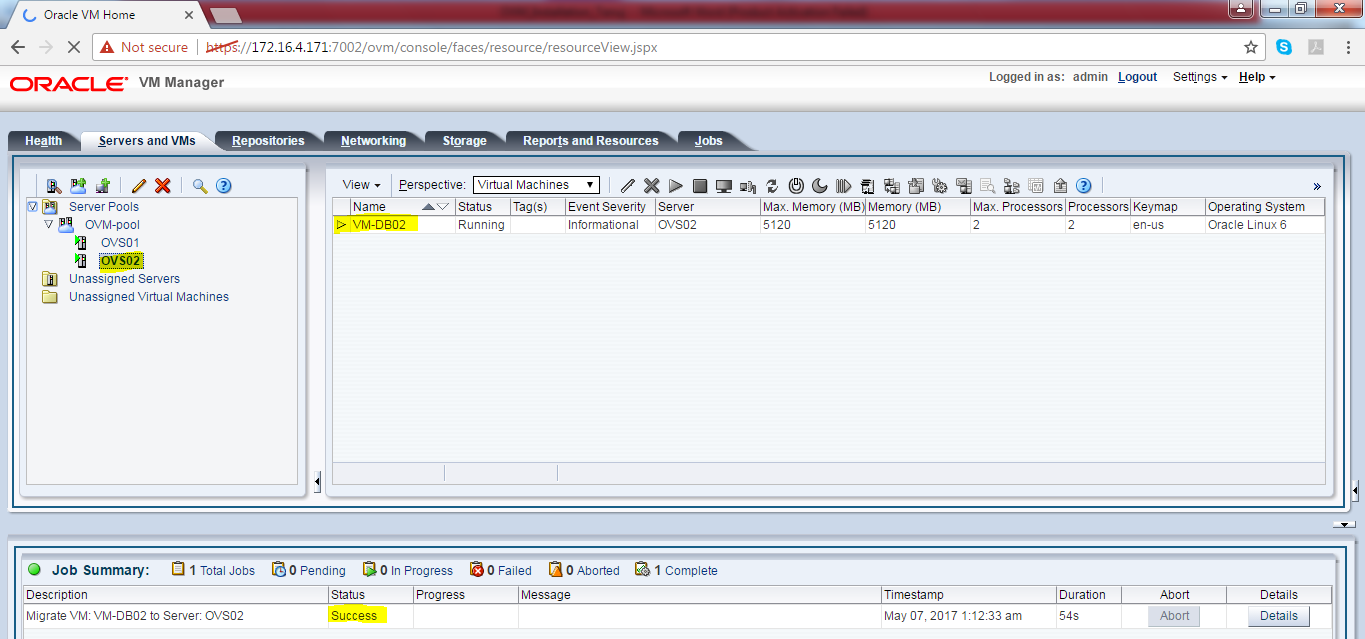 Oracle VM Home
Not secure https://172.16.4.171:7002/ovm/console/faces/resource/resourceView.jspx
ORACLE VM Manager Logged in as: admin Logout Settings Help
Health Servers and VMs Repositories Networking Storage Reports and Resources Jobs
View Perspective: Virtual Machines
Server Pools
OVM-pool
OVS01
OVS02
Unassigned Servers
Unassigned Virtual Machines
Name Status Tag(s) Event Severity Server Max. Memory (MB) Memory (MB) Max. Processors Processors Keymap Operating System
VM-DB02 Running Informational OVS02 5120 5120 2 2 en-us Oracle Linux 6
Job Summary: 1 Total Jobs 0 Pending 0 In Progress 0 Failed 0 Aborted 1 Complete
Description Status Progress Message Timestamp Duration Abort Details
Migrate VM: VM-DB02 to Server: OVS02 Success May 07, 2017 1:12:33 am 54s Abort Details